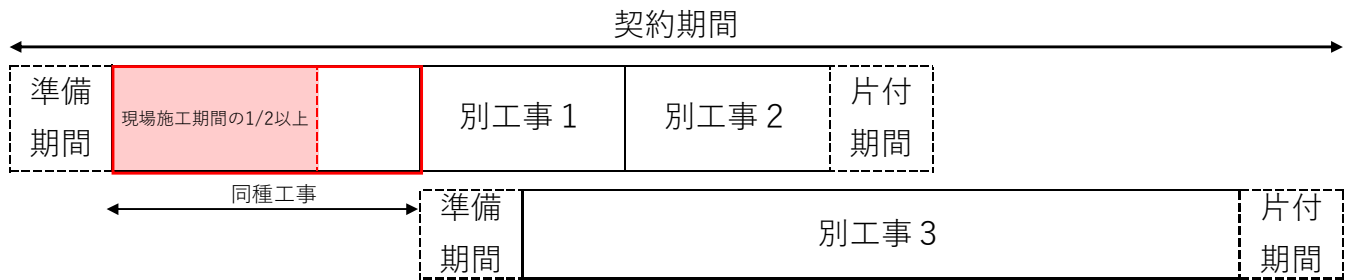 契約期間
準備
期間
現場施工期間の1/2以上
別工事１
別工事２
片付
期間
同種工事
準備
期間
別工事３
片付
期間